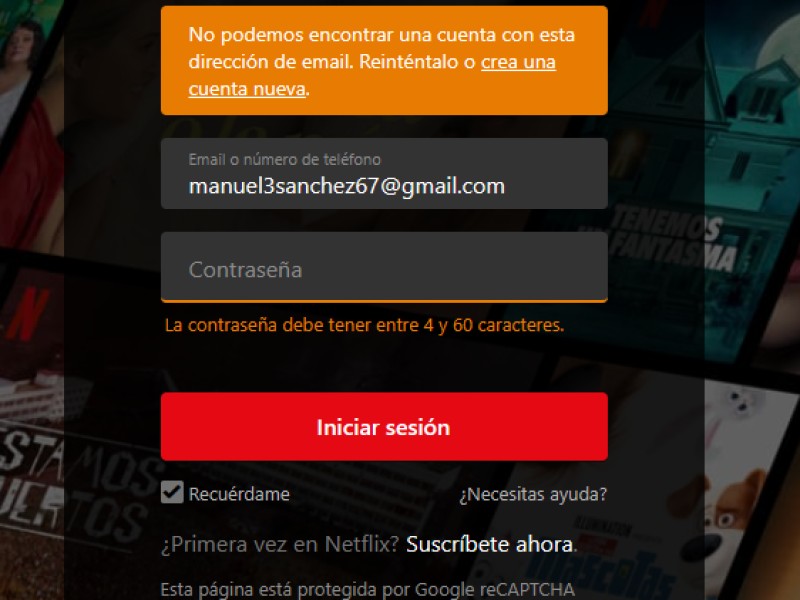 No podemos encontrar una cuenta con esta
dirección de email. Reinténtalo o crea una
cuenta nueva.
Email o número de teléfono
manuel3sanchez67@gmail.com
Contraseña
La contraseña debe tener entre 4 y 60 caracteres.
Iniciar sesión
Recuérdame
¿Necesitas ayuda?
¿Primera vez en Netflix? Suscríbete ahora.
Esta página está protegida por Google reCAPTCHA
TENEMOS
UN FANTASMA
ESTAMOS
MUERTOS
ILLUMINATION
MASCOTAS
N